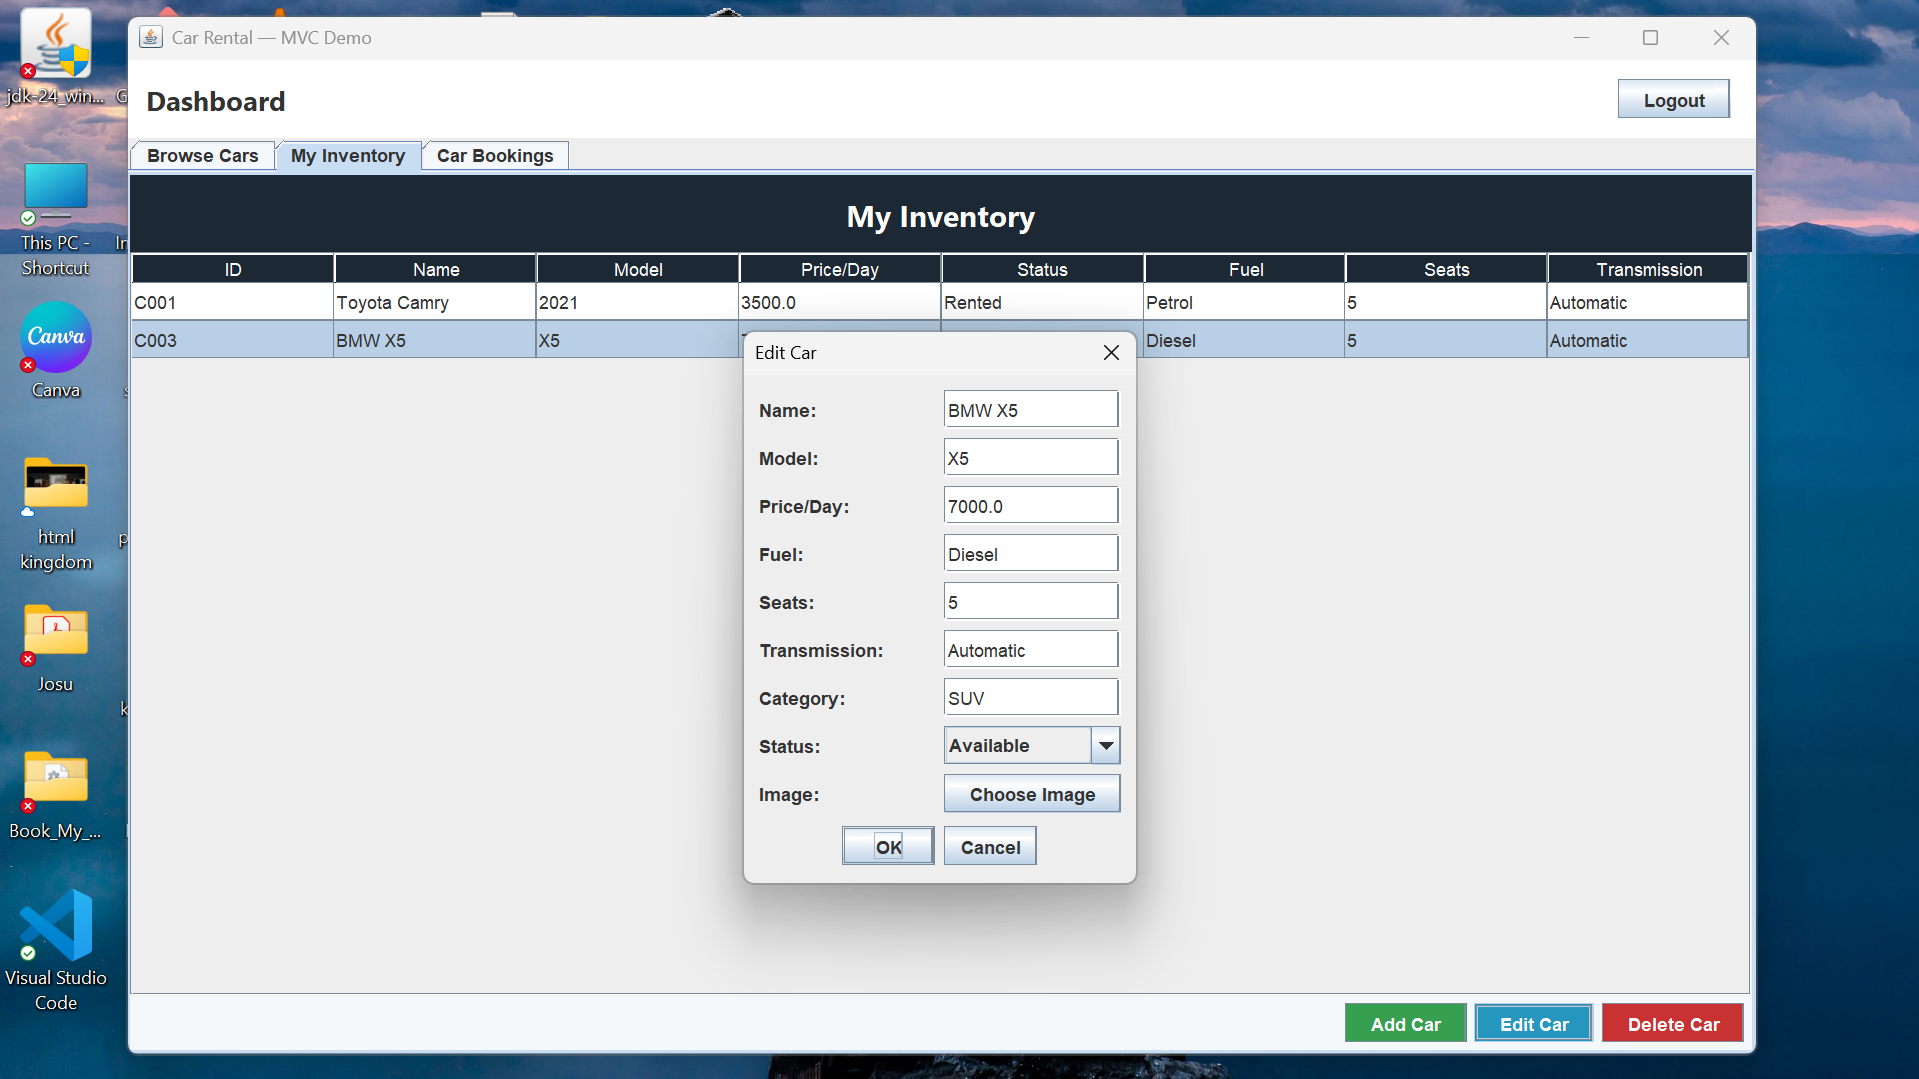 Car Rental — MVC Demo
Dashboard
Logout
Browse Cars
My Inventory
Car Bookings
My Inventory
ID Name Model Price/Day Status Fuel Seats Transmission
C001 Toyota Camry 2021 3500.0 Rented Petrol 5 Automatic
C003 BMW X5 X5 Diesel 5 Automatic
Edit Car
Name: BMW X5
Model: X5
Price/Day: 7000.0
Fuel: Diesel
Seats: 5
Transmission: Automatic
Category: SUV
Status: Available
Image: Choose Image
OK Cancel
Add Car Edit Car Delete Car
jdk-24_win...
This PC -
Shortcut
Canva
Canva
html
kingdom
Josu
Book_My_...
Visual Studio
Code